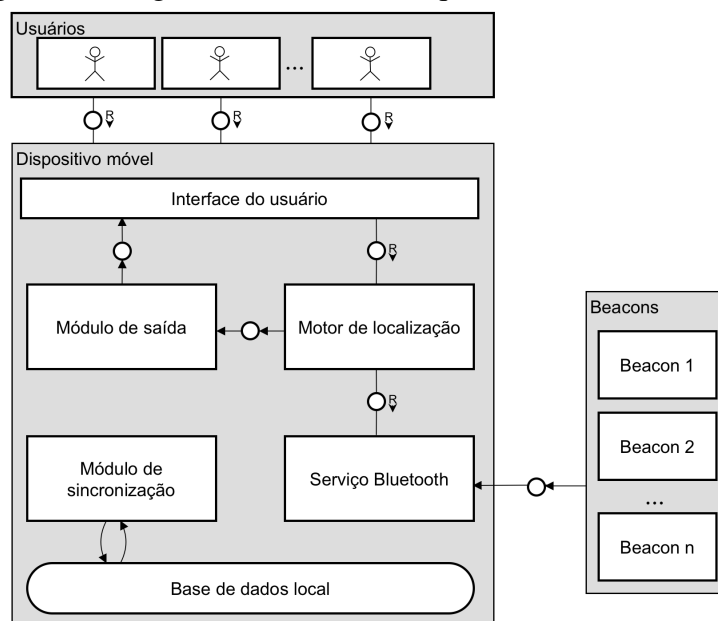 Usuários
...
R
R
R
Dispositivo móvel
Interface do usuário
R
Módulo de saída
Motor de localização
R
Módulo de
sincronização
Serviço Bluetooth
Base de dados local
Beacons
Beacon 1
Beacon 2
...
Beacon n